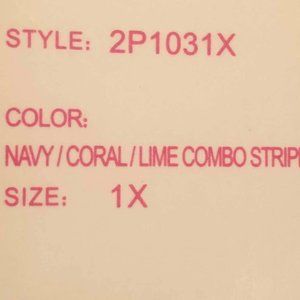 STYLE: 2P1031X
COLOR:
NAVY / CORAL / LIME COMBO STRIP
SIZE: 1X